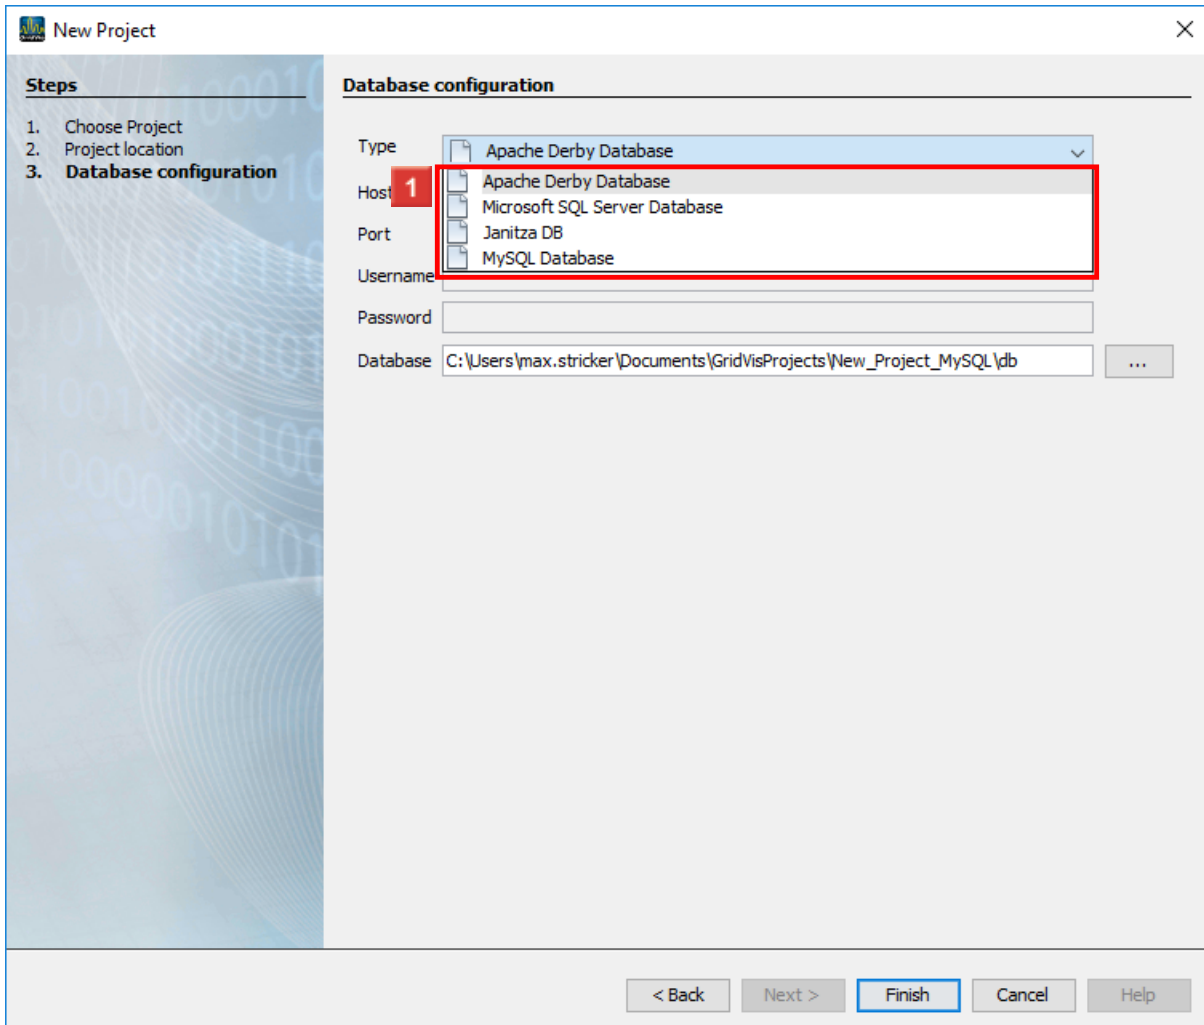 New Project
Steps
1. Choose Project
2. Project location
3. Database configuration
Database configuration
Type Apache Derby Database
Apache Derby Database
Host 1
Microsoft SQL Server Database
Port Janitza DB
MySQL Database
Username
Password
Database C:\Users\max.stricker\Documents\GridVisProjects\New_Project_MySQL\db ...
< Back Next > Finish Cancel Help